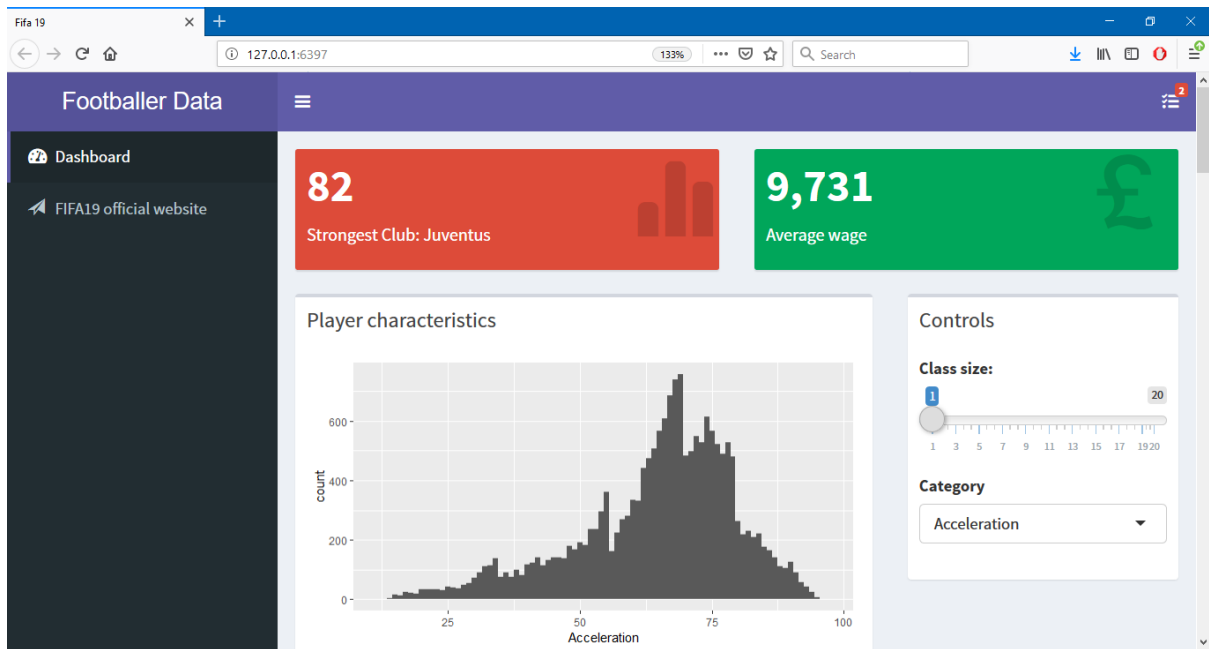 Fifa 19
127.0.0.1:6397
133%
Search
Footballer Data
2
Dashboard
FIFA19 official website
82
Strongest Club: Juventus
9,731
Average wage
£
Player characteristics
600
400
200
0
count
25 50 75 100
Acceleration
Controls
Class size:
1 20
1 3 5 7 9 11 13 15 17 19 20
Category
Acceleration